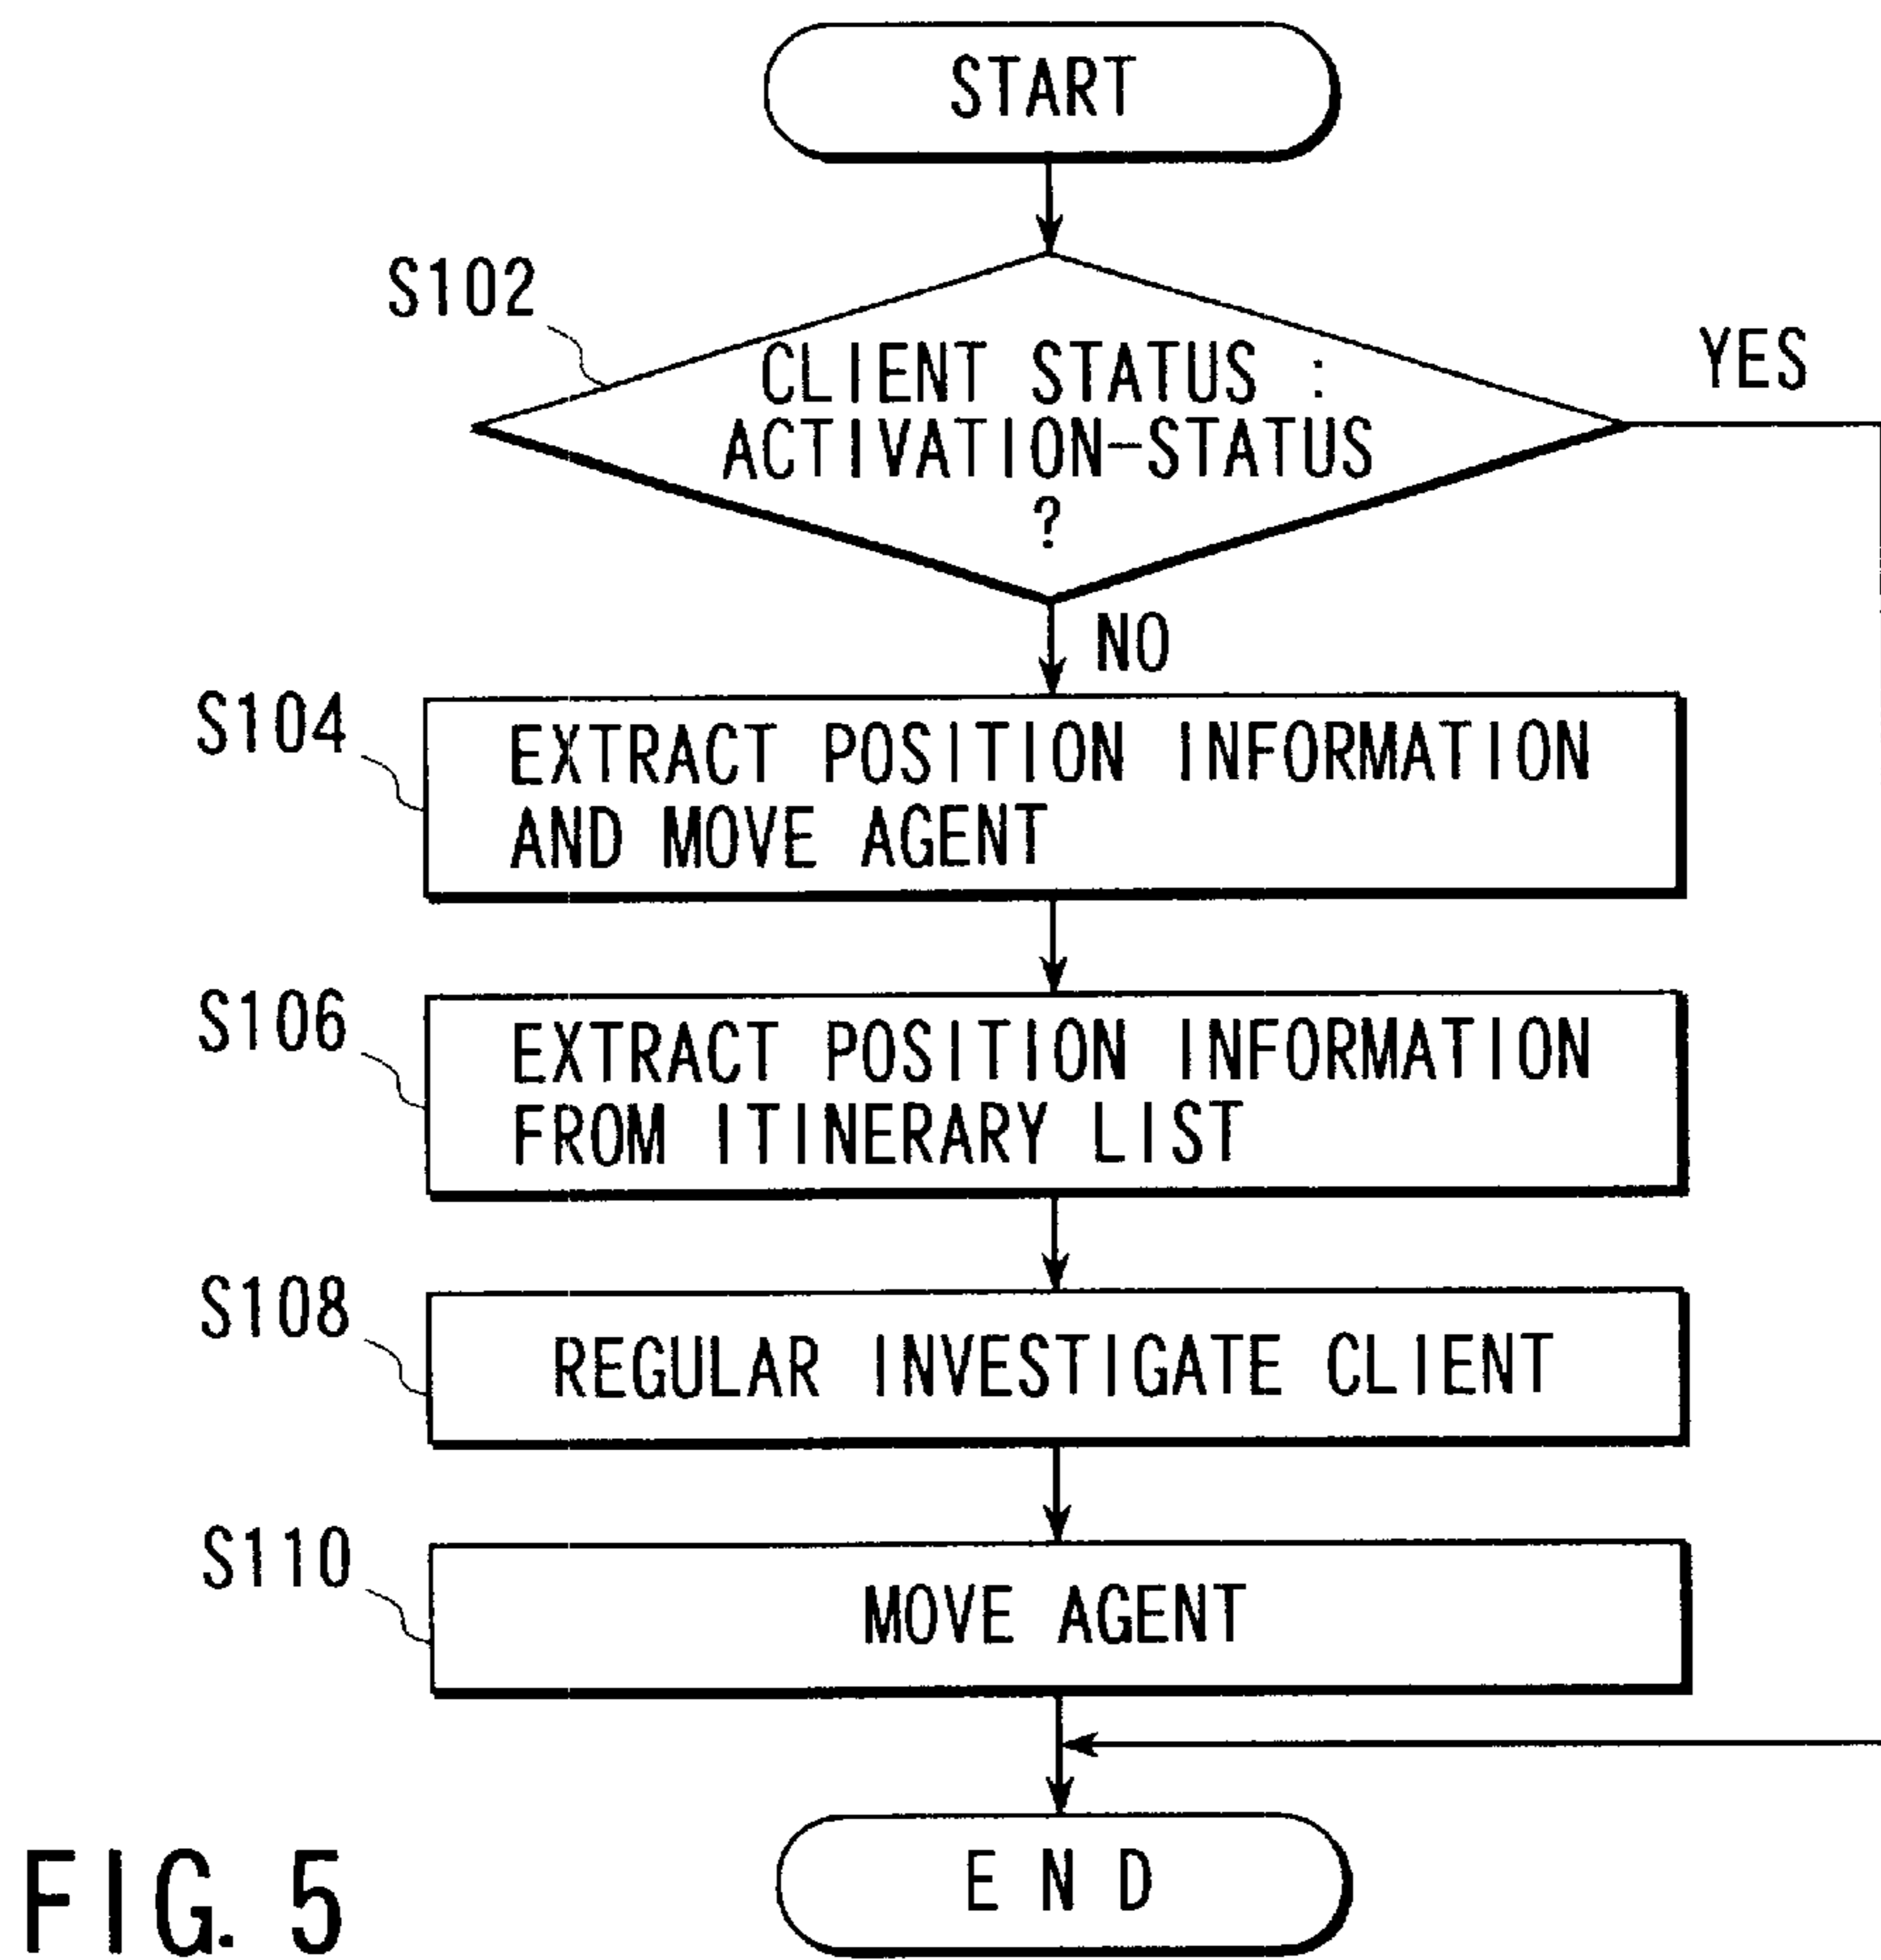 START
S102
CLIENT STATUS :
ACTIVATION-STATUS
?
YES
NO
S104
EXTRACT POSITION INFORMATION
AND MOVE AGENT
S106
EXTRACT POSITION INFORMATION
FROM ITINERARY LIST
S108
REGULAR INVESTIGATE CLIENT
S110
MOVE AGENT
END
FIG. 5